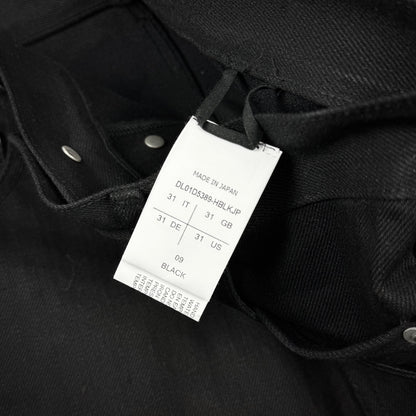 MADE IN JAPAN
DL01D5389-HBLKJP
31 IT 31 GB
31 DE 31 US
09
BLACK